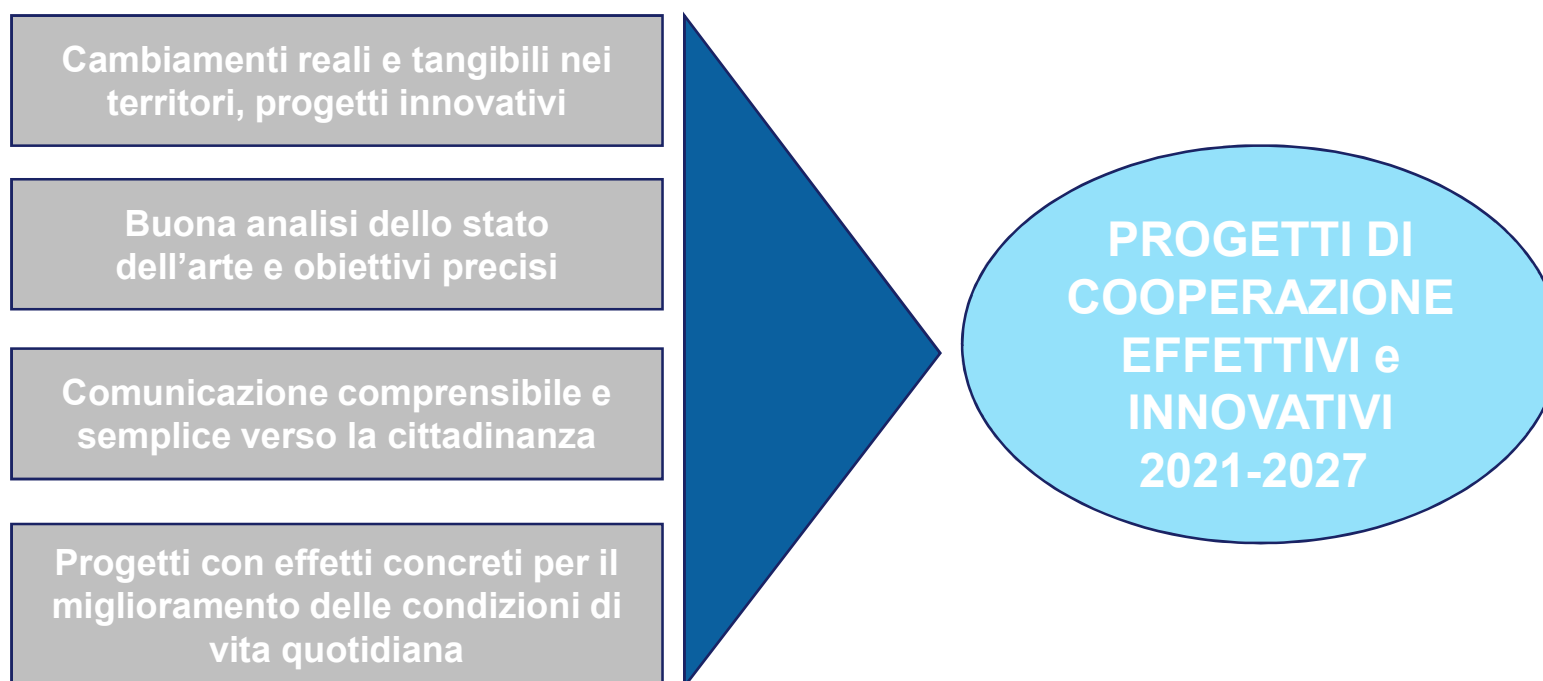 Cambiamenti reali e tangibili nei
territori, progetti innovativi
Buona analisi dello stato
dell’arte e obiettivi precisi
Comunicazione comprensibile e
semplice verso la cittadinanza
Progetti con effetti concreti per il
miglioramento delle condizioni di
vita quotidiana
PROGETTI DI
COOPERAZIONE
EFFETTIVI e
INNOVATIVI
2021-2027